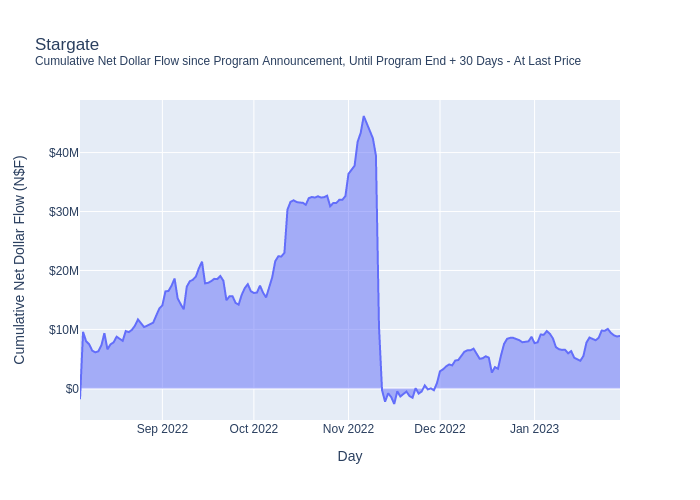 Stargate
Cumulative Net Dollar Flow since Program Announcement, Until Program End + 30 Days - At Last Price
Cumulative Net Dollar Flow (N$F)
$40M
$30M
$20M
$10M
$0
Sep 2022
Oct 2022
Nov 2022
Dec 2022
Jan 2023
Day